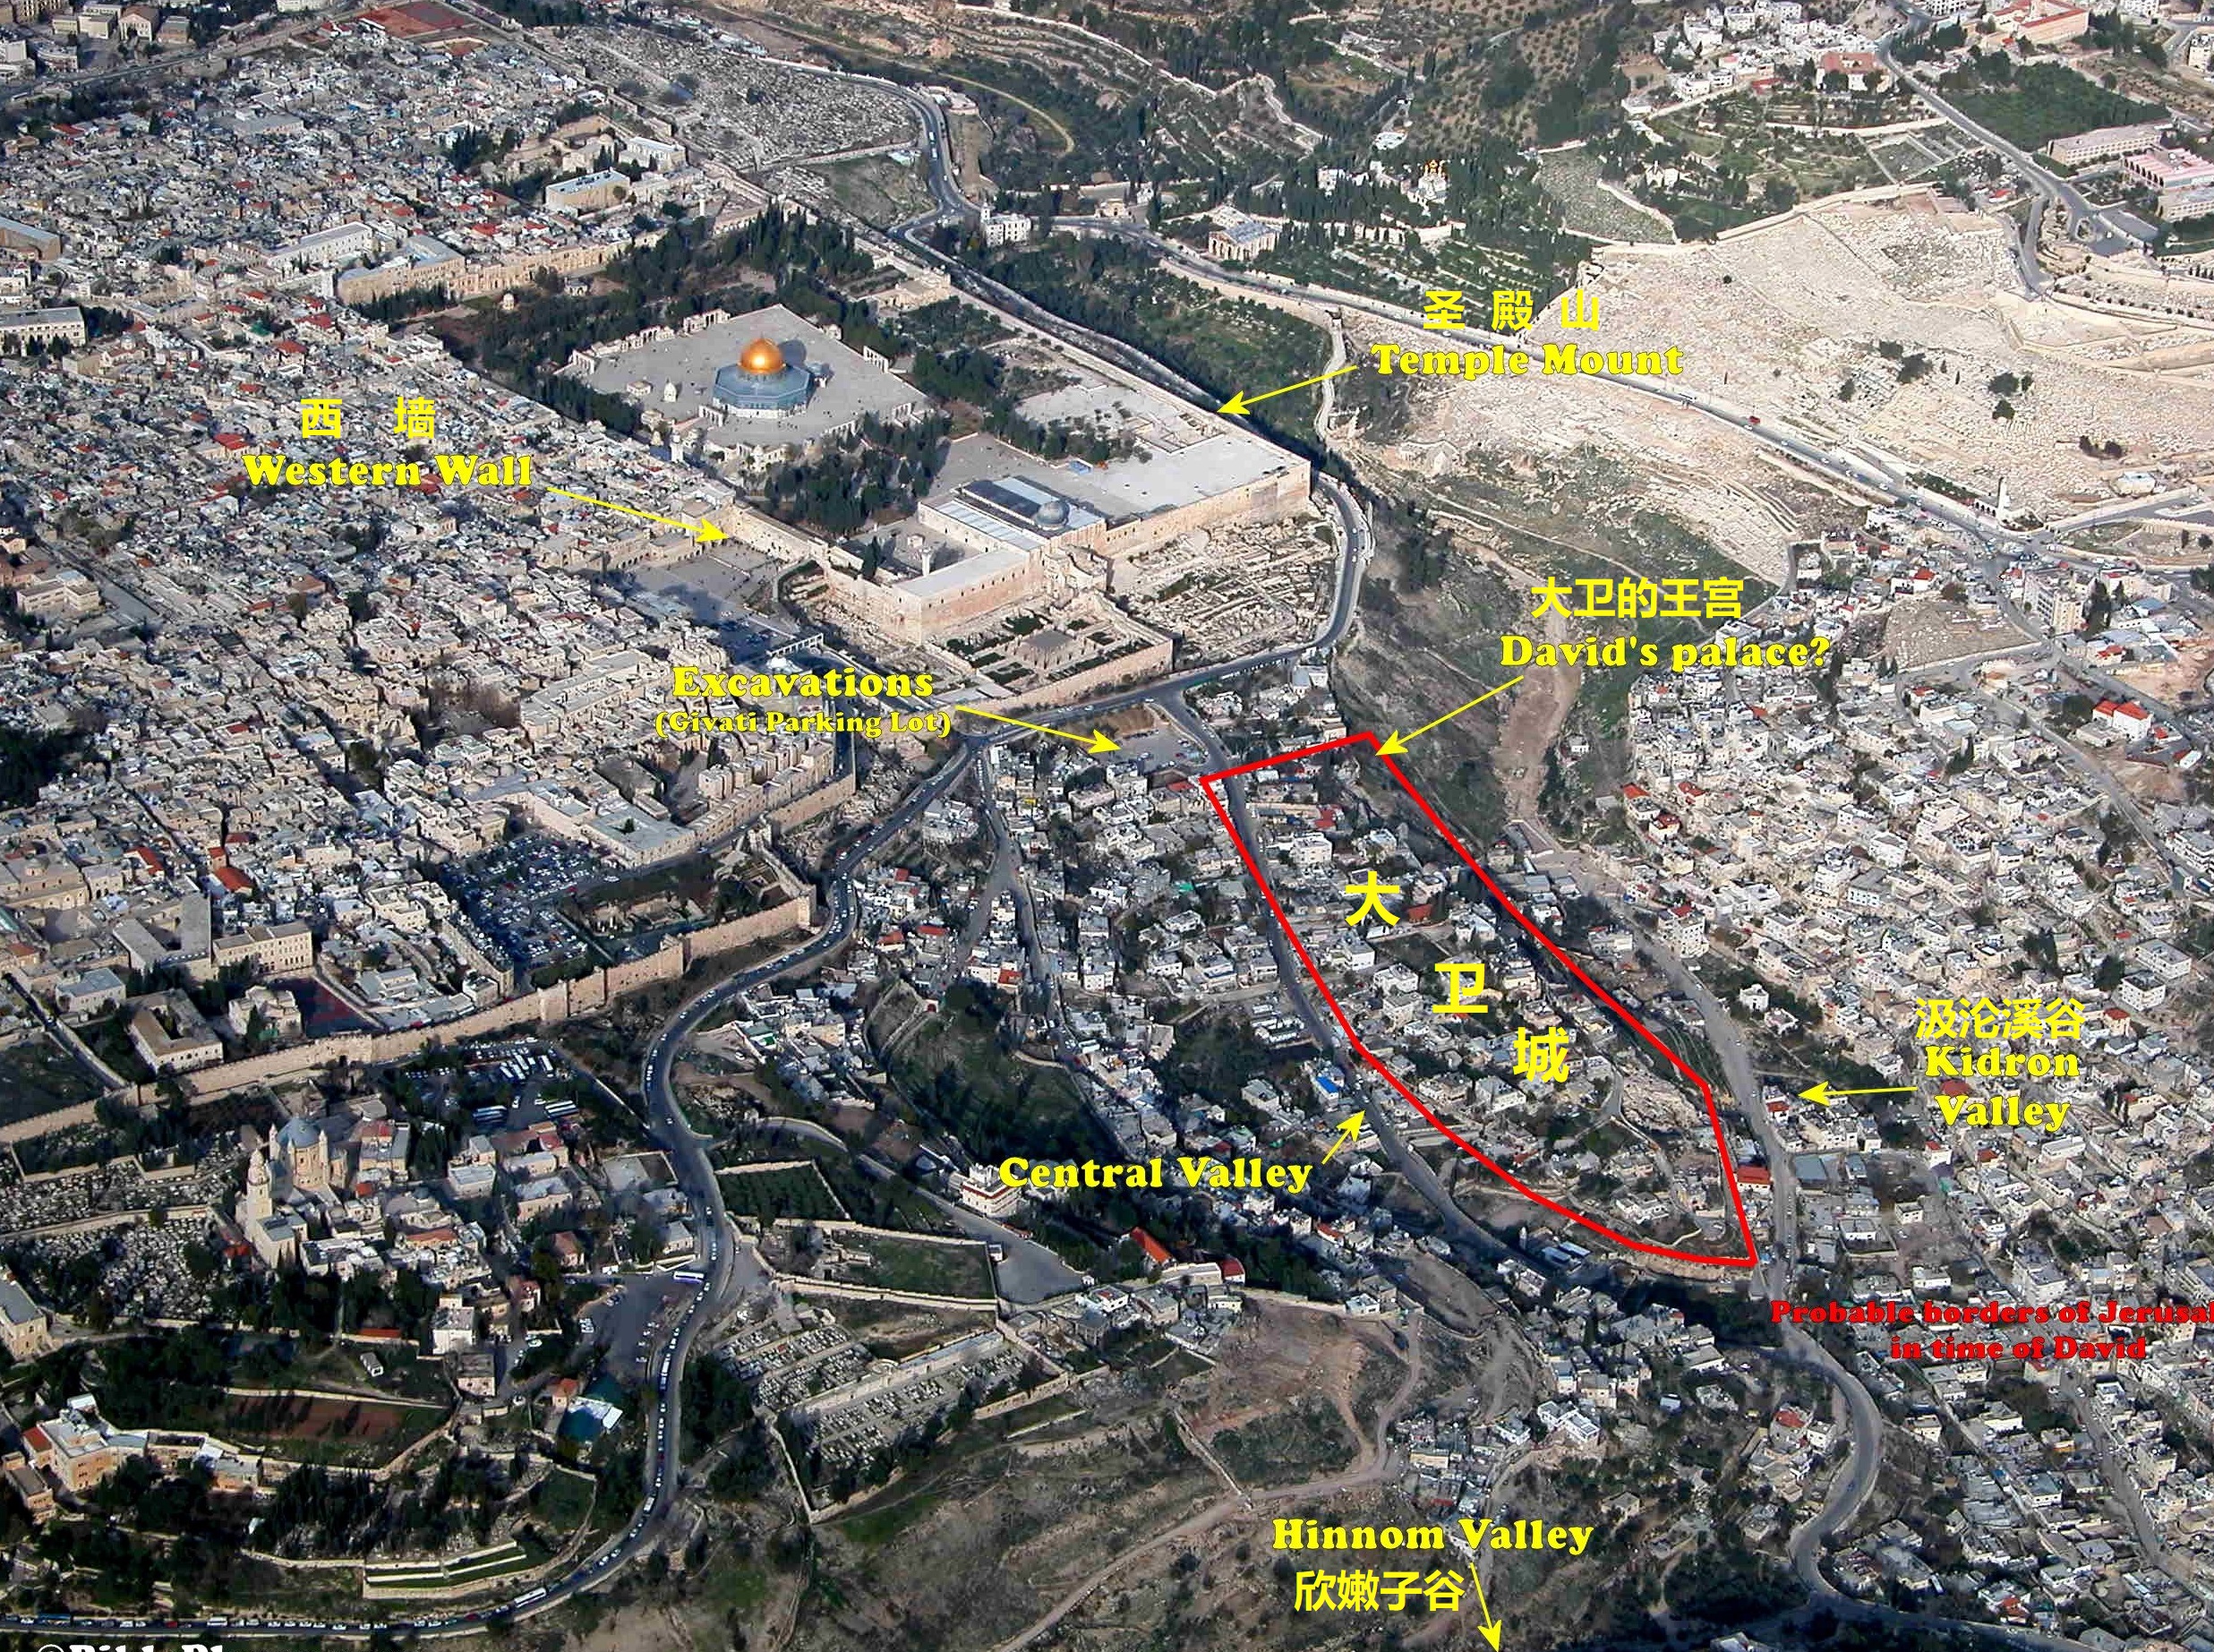 圣 殿 山
Temple Mount
西 墙
Western Wall
大卫的王宫
David's palace?
Excavations
(Givati Parking Lot)
大
卫
城
汲沦溪谷
Kidron
Valley
Central Valley
Probable borders of
in time of David
Hinnom Valley
欣嫩子谷